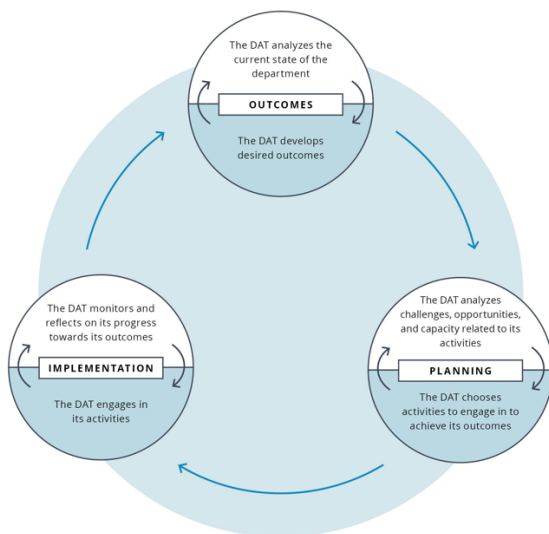 The DAT analyzes the
current state of the
department
OUTCOMES
The DAT develops
desired outcomes
The DAT analyzes
challenges, opportunities,
and capacity related to its
activities
PLANNING
The DAT chooses
activities to engage in to
achieve its outcomes
The DAT monitors and
reflects on its progress
towards its outcomes
IMPLEMENTATION
The DAT engages in
its activities